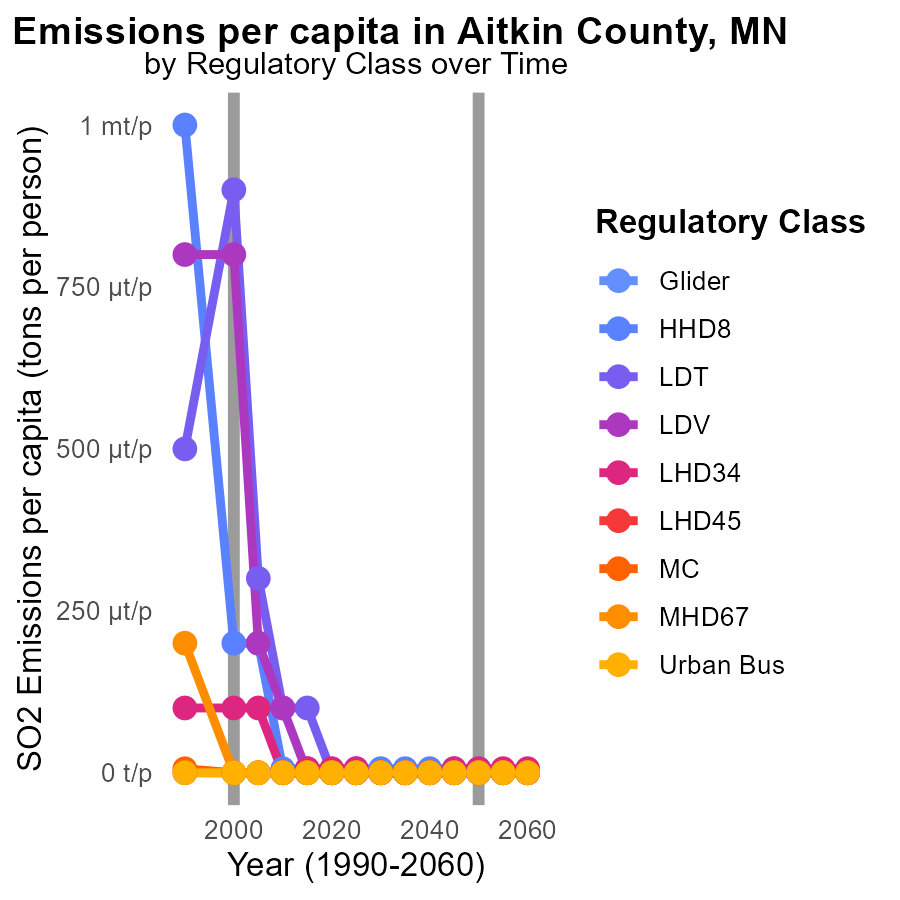 Emissions per capita in Aitkin County, MN
by Regulatory Class over Time
SO2 Emissions per capita (tons per person)
1 mt/p
750 µt/p
500 µt/p
250 µt/p
0 t/p
2000
2020
2040
2060
Year (1990-2060)
Regulatory Class
Glider
HHD8
LDT
LDV
LHD34
LHD45
MC
MHD67
Urban Bus